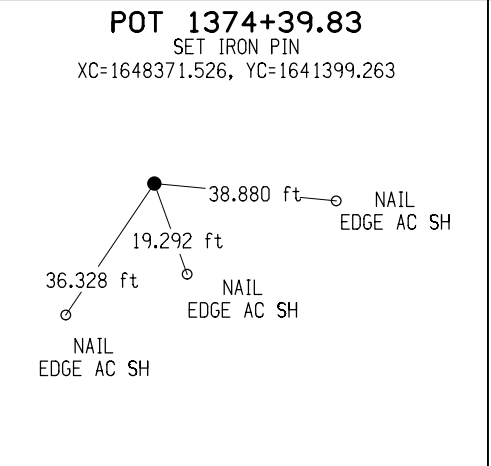 POT 1374+39.83
SET IRON PIN
XC=1648371.526, YC=1641399.263
38.880 ft
NAIL
EDGE AC SH
19.292 ft
36.328 ft
NAIL
EDGE AC SH
NAIL
EDGE AC SH